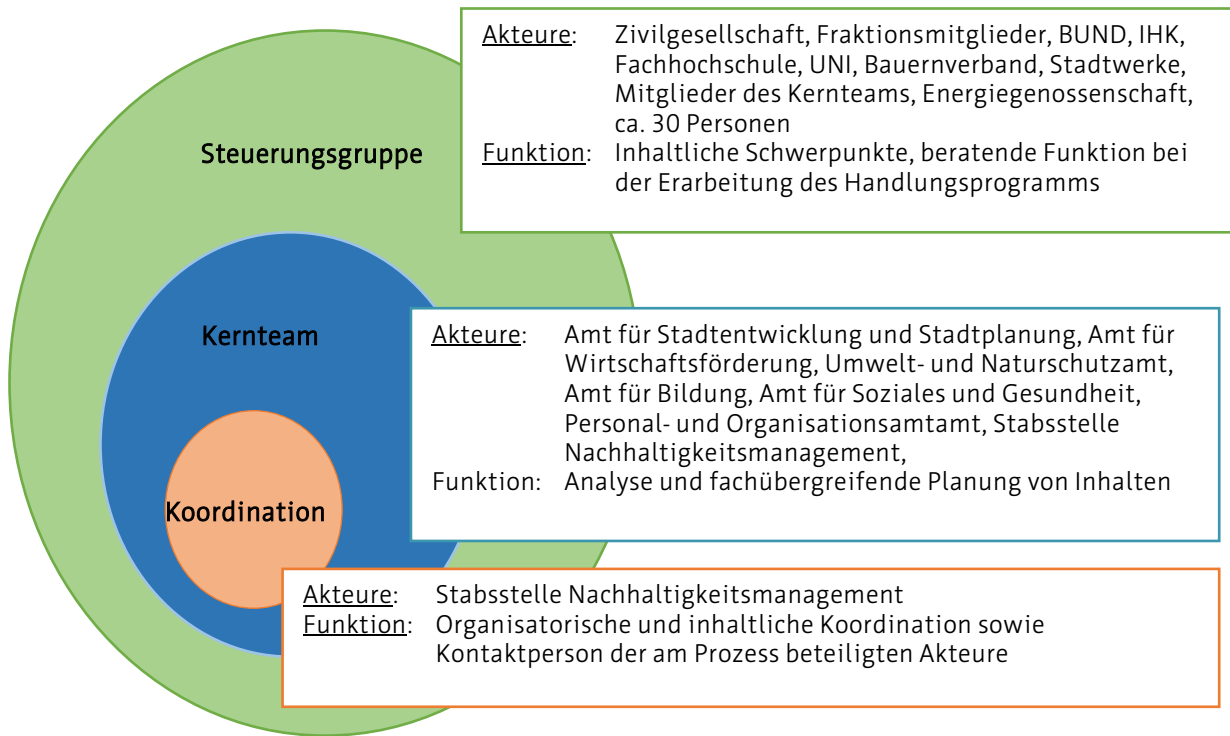 Akteure: Zivilgesellschaft, Fraktionsmitglieder, BUND, IHK,
Fachhochschule, UNI, Bauernverband, Stadtwerke,
Mitglieder des Kernteams, Energiegenossenschaft,
ca. 30 Personen
Funktion: Inhaltliche Schwerpunkte, beratende Funktion bei
der Erarbeitung des Handlungsprogramms
Steuerungsgruppe
Kernteam
Akteure: Amt für Stadtentwicklung und Stadtplanung, Amt für
Wirtschaftsförderung, Umwelt- und Naturschutzamt,
Amt für Bildung, Amt für Soziales und Gesundheit,
Personal- und Organisationsamtamt, Stabsstelle
Nachhaltigkeitsmanagement,
Funktion: Analyse und fachübergreifende Planung von Inhalten
Koordination
Akteure: Stabsstelle Nachhaltigkeitsmanagement
Funktion: Organisatorische und inhaltliche Koordination sowie
Kontaktperson der am Prozess beteiligten Akteure